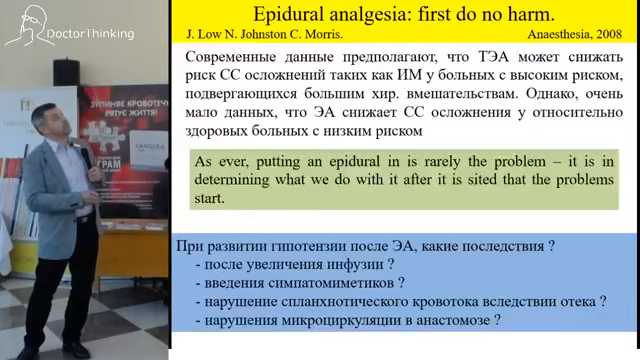 DoctorThinking
Epidural analgesia: first do no harm.
J. Low N. Johnston C. Morris. Anaesthesia, 2008
Современные данные предполагают, что ТЭА может снижать
риск СС осложнений таких как ИМ у больных с высоким риском,
подвергающихся большим хир. вмешательствам. Однако, очень
мало данных, что ЭА снижает СС осложнения у относительно
здоровых больных с низким риском
As ever, putting an epidural in is rarely the problem – it is in
determining what we do with it after it is sited that the problems
start.
При развитии гипотензии после ЭА, какие последствия ?
- после увеличения инфузии ?
- введения симпатомиметиков ?
- нарушение спланхнотического кровотока вследствии отека ?
- нарушения микроциркуляции в анастомозе ?
ЗУПИНЯЄ КРОВОТЕЧУ
РЯТУЄ ЖИТТЯ!
SANGERA
ГРАМ